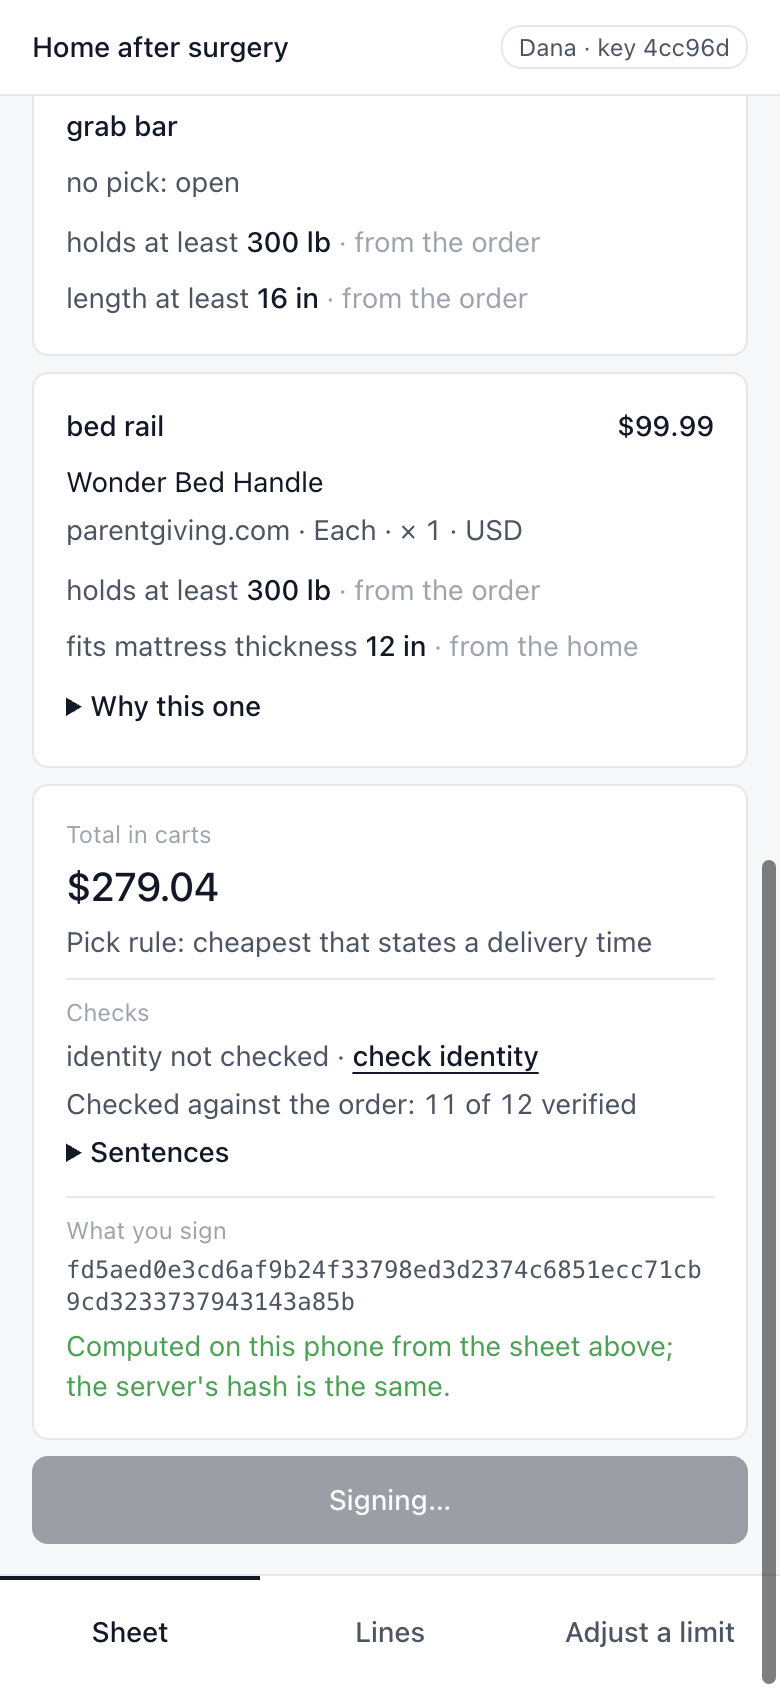 Home after surgery
Dana · key 4cc96d
grab bar
no pick: open
holds at least 300 lb · from the order
length at least 16 in · from the order
bed rail
$99.99
Wonder Bed Handle
parentgiving.com · Each · × 1 · USD
holds at least 300 lb · from the order
fits mattress thickness 12 in · from the home
▶ Why this one
Total in carts
$279.04
Pick rule: cheapest that states a delivery time
Checks
identity not checked · check identity
Checked against the order: 11 of 12 verified
▶ Sentences
What you sign
fd5aed0e3cd6af9b24f33798ed3d2374c6851ecc71cb
9cd3233737943143a85b
Computed on this phone from the sheet above;
the server's hash is the same.
Signing...
Sheet
Lines
Adjust a limit